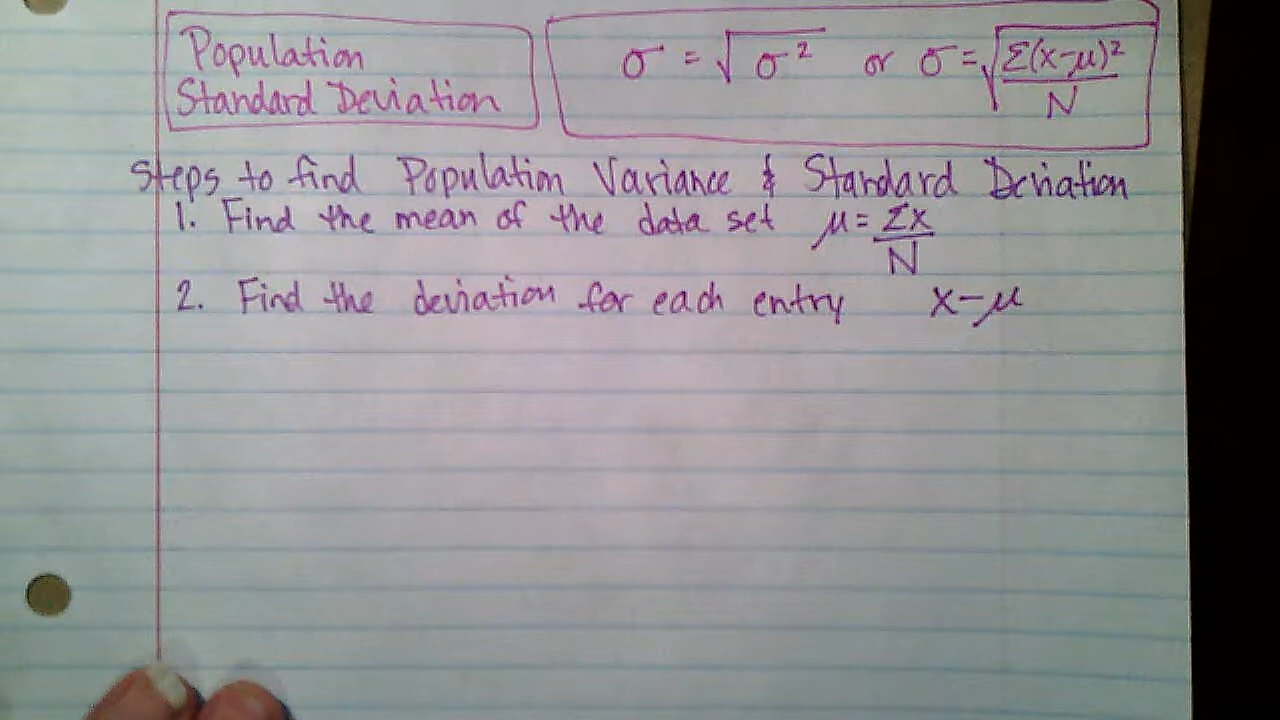 Population
Standard Deviation
σ = √σ² or σ = √(Σ(x-μ)²/N)
Steps to find Population Variance & Standard Deviation
1. Find the mean of the data set μ = Σx/N
2. Find the deviation for each entry x-μ